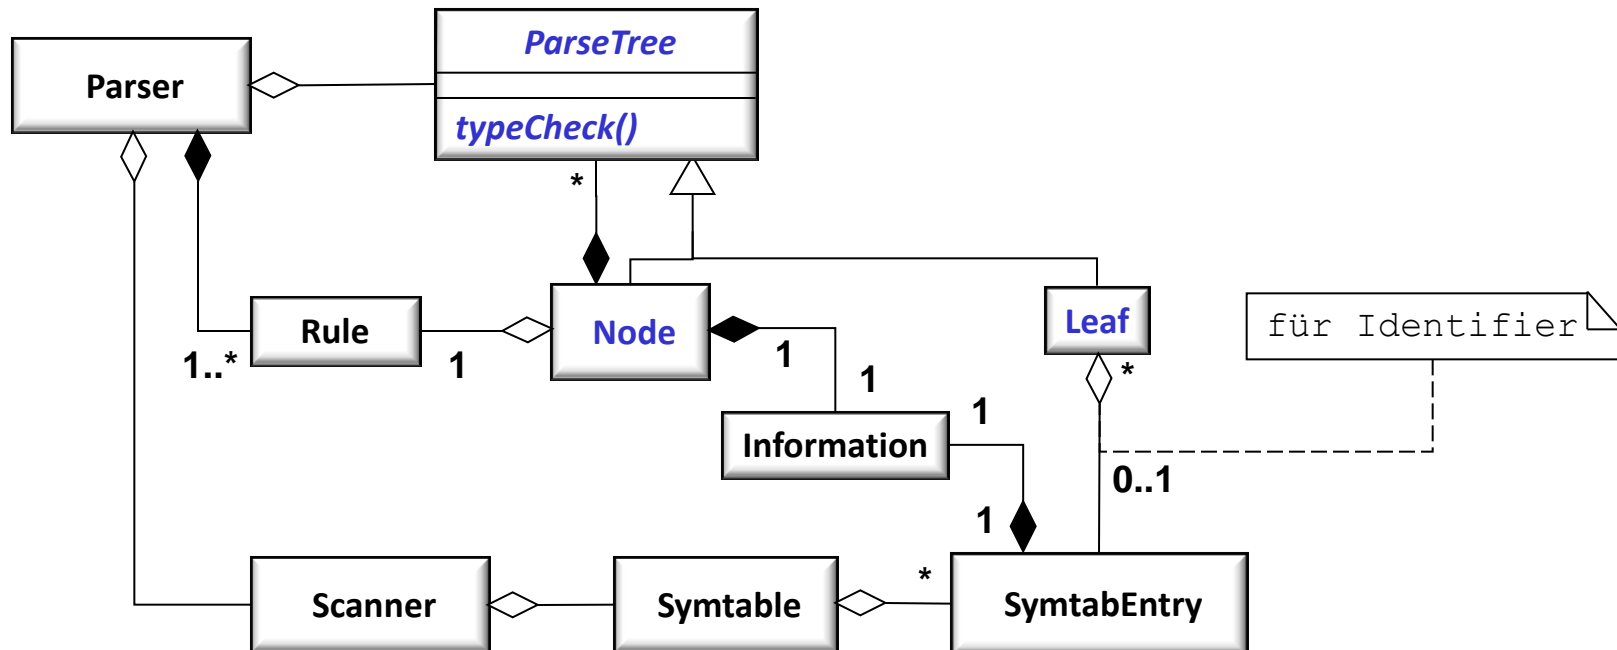 ParseTree
Parser
typeCheck()
*
Rule
Node
Leaf
für Identifier
1..*
1
1
*
1
1
Information
0..1
1
*
Scanner
Symtable
SymtabEntry